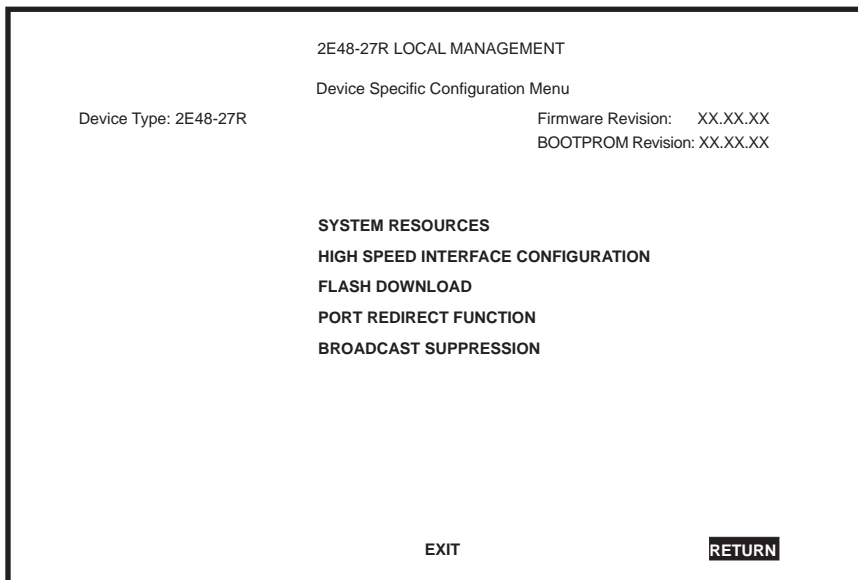 2E48-27R LOCAL MANAGEMENT
Device Specific Configuration Menu
Device Type: 2E48-27R Firmware Revision: XX.XX.XX
BOOTPROM Revision: XX.XX.XX
SYSTEM RESOURCES
HIGH SPEED INTERFACE CONFIGURATION
FLASH DOWNLOAD
PORT REDIRECT FUNCTION
BROADCAST SUPPRESSION
EXIT RETURN